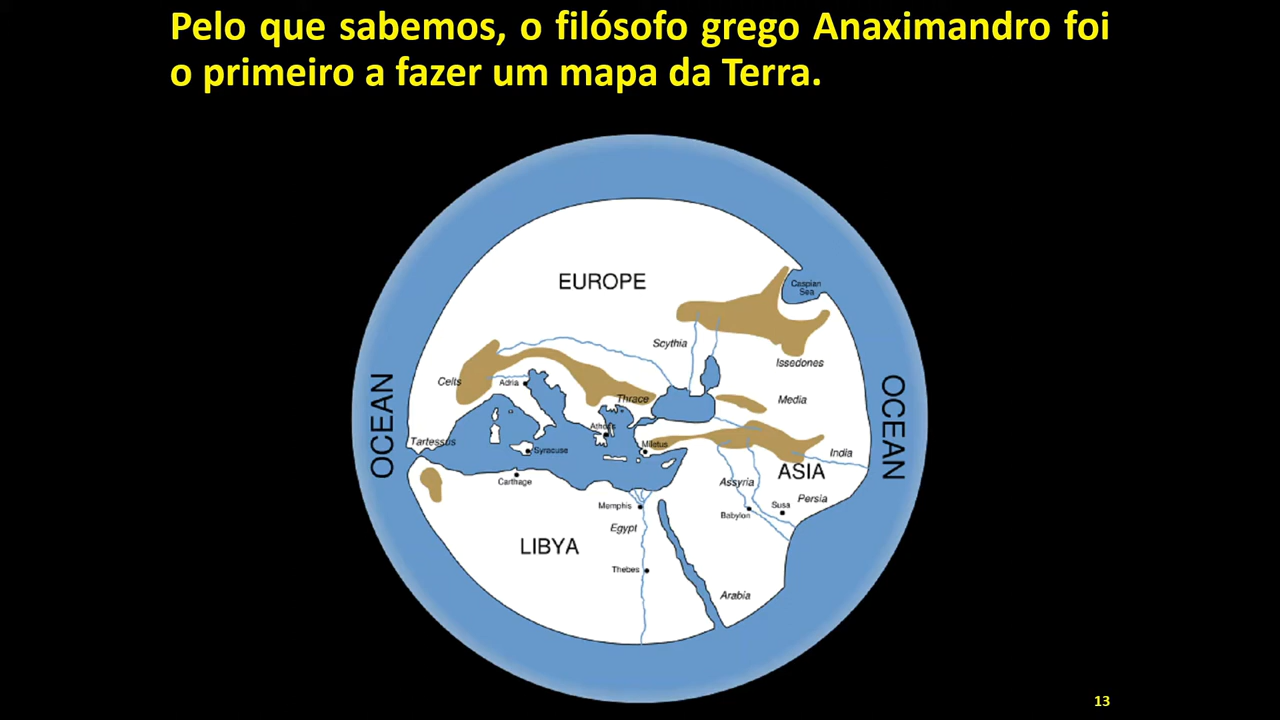 Pelo que sabemos, o filósofo grego Anaximandro foi
o primeiro a fazer um mapa da Terra.
EUROPE
Caspian
Sea
Scythia
Issedones
Celts
Adria
Thrace
Media
OCEAN
OCEAN
Athens
Tartessus
Syracuse
Miletus
India
ASIA
Carthage
Assyria
Persia
Memphis
Susa
Babylon
Egypt
LIBYA
Thebes
Arabia
13